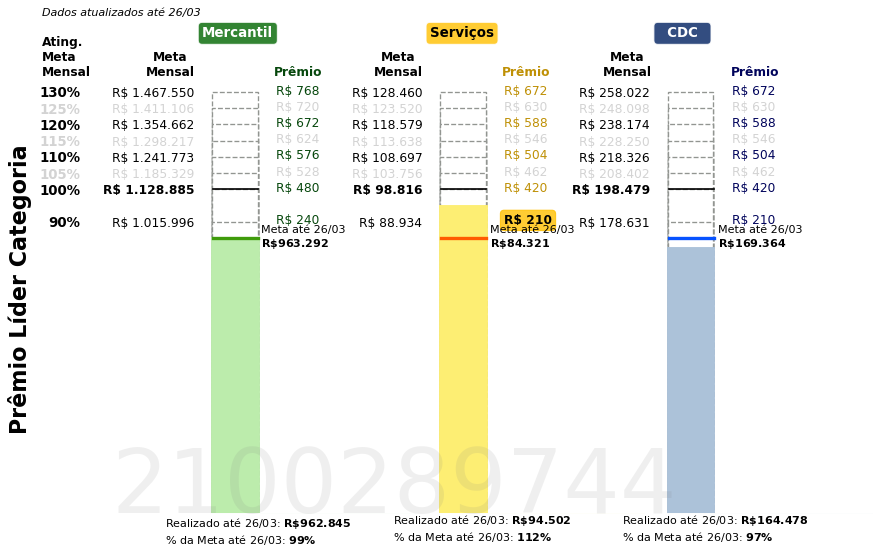 Dados atualizados até 26/03
Mercantil Serviços CDC
Ating. Meta Mensal
Meta Mensal Prêmio Meta Mensal Prêmio Meta Mensal Prêmio
130% R$ 1.467.550 R$ 768 R$ 128.460 R$ 672 R$ 258.022 R$ 672
125% R$ 1.411.106 R$ 720 R$ 123.520 R$ 630 R$ 248.098 R$ 630
120% R$ 1.354.662 R$ 672 R$ 118.579 R$ 588 R$ 238.174 R$ 588
115% R$ 1.298.217 R$ 624 R$ 113.638 R$ 546 R$ 228.250 R$ 546
110% R$ 1.241.773 R$ 576 R$ 108.697 R$ 504 R$ 218.326 R$ 504
105% R$ 1.185.329 R$ 528 R$ 103.756 R$ 462 R$ 208.402 R$ 462
100% R$ 1.128.885 R$ 480 R$ 98.816 R$ 420 R$ 198.479 R$ 420
90% R$ 1.015.996 R$ 240 R$ 88.934 R$ 210 R$ 178.631 R$ 210
Meta até 26/03 Meta até 26/03 Meta até 26/03
R$963.292 R$84.321 R$169.364
Prêmio Líder Categoria
2100289744
Realizado até 26/03: R$962.845 Realizado até 26/03: R$94.502 Realizado até 26/03: R$164.478
% da Meta até 26/03: 99% % da Meta até 26/03: 112% % da Meta até 26/03: 97%